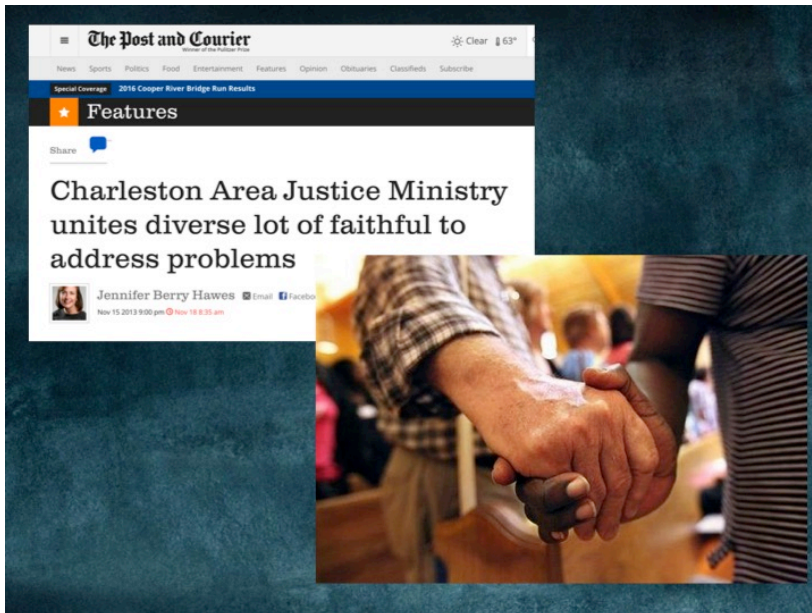 The Post and Courier
Winner of the Pulitzer Prize
Clear 63°
News Sports Politics Food Entertainment Features Opinion Obituaries Classifieds Subscribe
Special Coverage 2016 Cooper River Bridge Run Results
Features
Share
Charleston Area Justice Ministry
unites diverse lot of faithful to
address problems
Jennifer Berry Hawes Email Facebo
Nov 15 2013 9:00 pm Nov 18 8:35 am